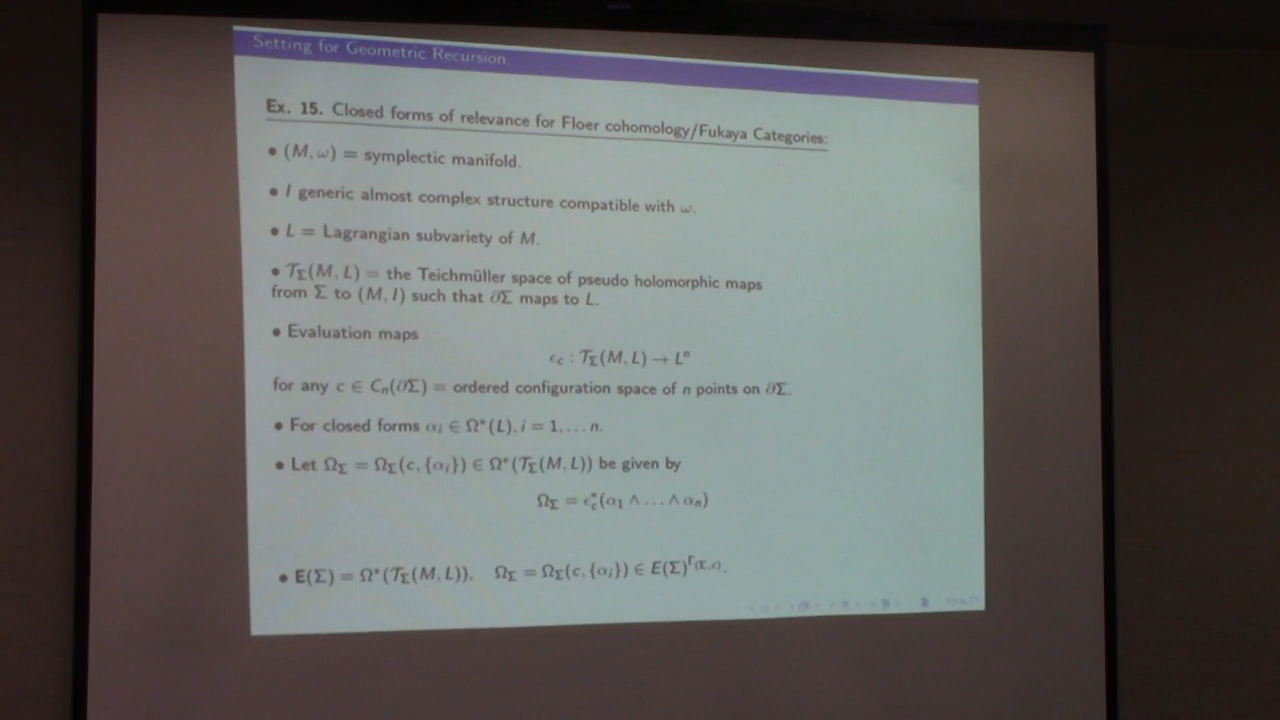 Setting for Geometric Recursion
Ex. 15. Closed forms of relevance for Floer cohomology/Fukaya Categories:
• (M, ω) = symplectic manifold.
• I generic almost complex structure compatible with ω.
• L = Lagrangian subvariety of M.
• 𝒯_Σ(M, L) = the Teichmüller space of pseudo holomorphic maps
from Σ to (M, I) such that ∂Σ maps to L.
• Evaluation maps
ϵ_c : 𝒯_Σ(M, L) → Lⁿ
for any c ∈ C_n(∂Σ) = ordered configuration space of n points on ∂Σ.
• For closed forms α_i ∈ Ω*(L), i = 1, … n.
• Let Ω_Σ = Ω_Σ(c, {α_i}) ∈ Ω*(𝒯_Σ(M, L)) be given by
Ω_Σ = ϵ_c*(α_1 ∧ … ∧ α_n)
• E(Σ) = Ω*(𝒯_Σ(M, L)), Ω_Σ = Ω_Σ(c, {α_i}) ∈ E(Σ)^Γ(Σ,c).